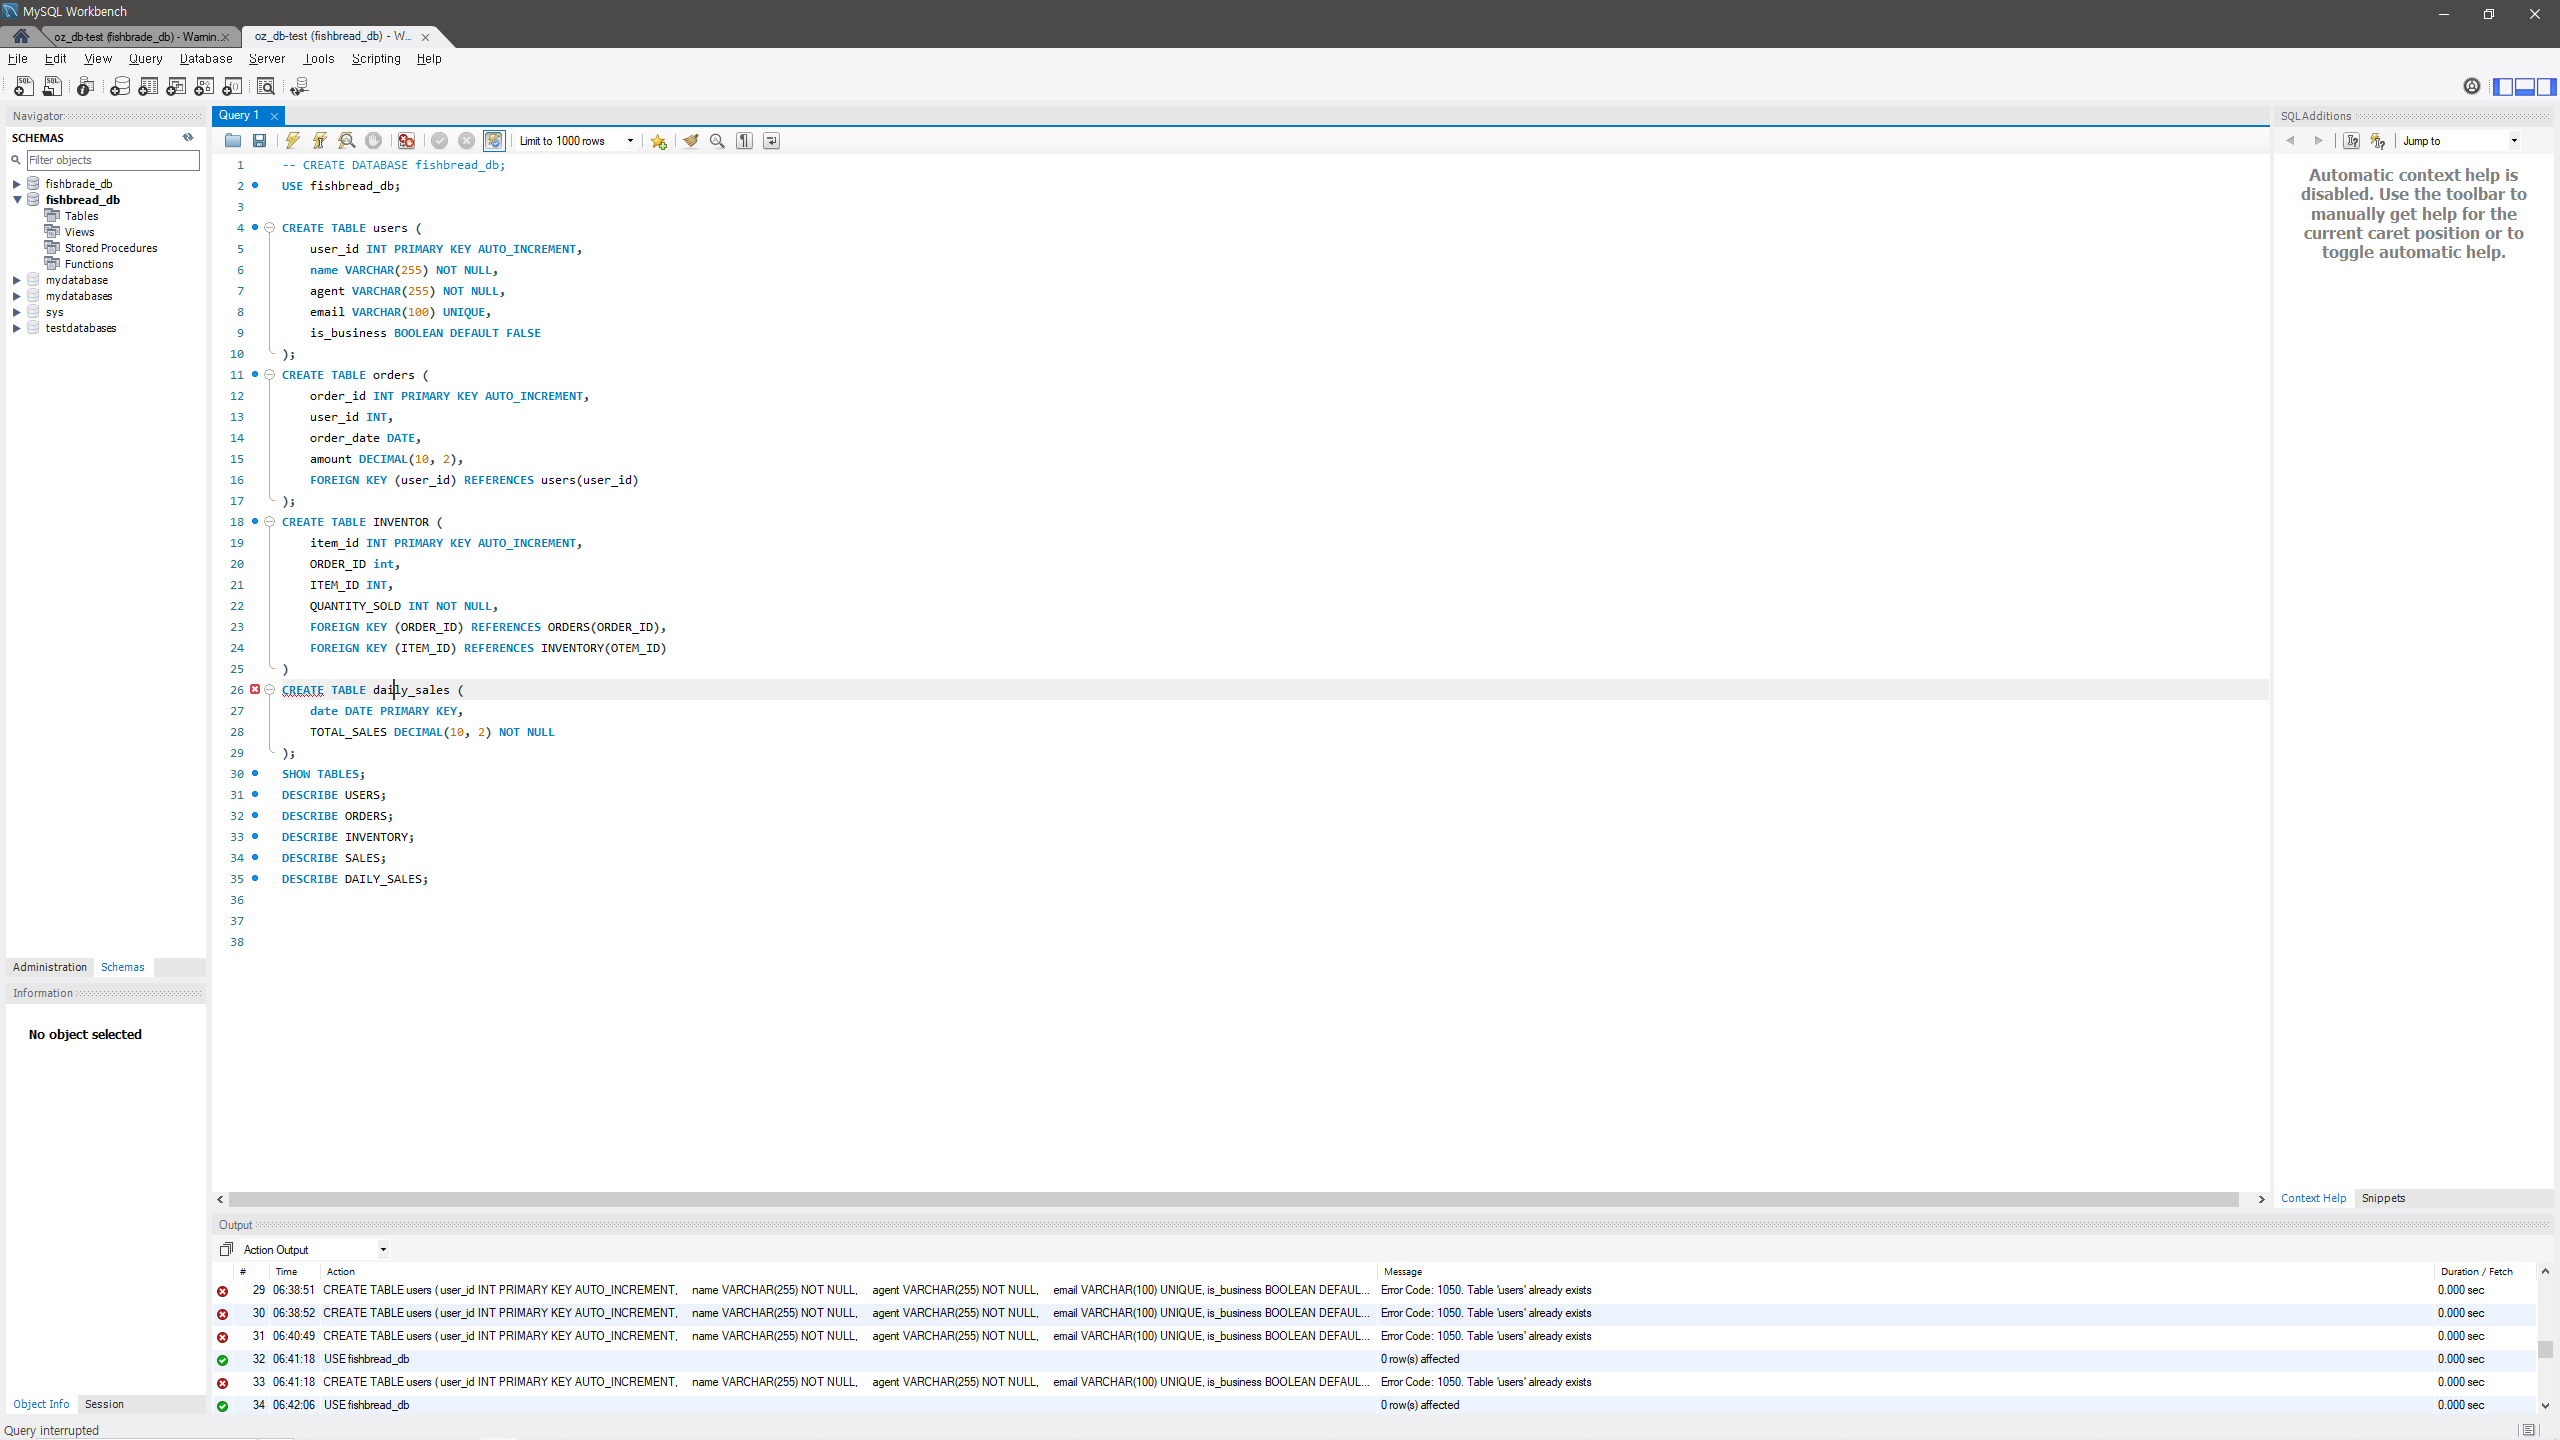 MySQL Workbench
oz_db-test (fishbrade_db) - Warnin...
oz_db-test (fishbread_db) - W...
File Edit View Query Database Server Tools Scripting Help
Navigator
SCHEMAS
Filter objects
fishbrade_db
fishbread_db
Tables
Views
Stored Procedures
Functions
mydatabase
mydatabases
sys
testdatabases
Administration Schemas
Information
No object selected
Object Info Session
Query interrupted
Query 1
Limit to 1000 rows
1 -- CREATE DATABASE fishbread_db;
2 USE fishbread_db;
3
4 CREATE TABLE users (
5 user_id INT PRIMARY KEY AUTO_INCREMENT,
6 name VARCHAR(255) NOT NULL,
7 agent VARCHAR(255) NOT NULL,
8 email VARCHAR(100) UNIQUE,
9 is_business BOOLEAN DEFAULT FALSE
10 );
11 CREATE TABLE orders (
12 order_id INT PRIMARY KEY AUTO_INCREMENT,
13 user_id INT,
14 order_date DATE,
15 amount DECIMAL(10, 2),
16 FOREIGN KEY (user_id) REFERENCES users(user_id)
17 );
18 CREATE TABLE INVENTOR (
19 item_id INT PRIMARY KEY AUTO_INCREMENT,
20 ORDER_ID int,
21 ITEM_ID INT,
22 QUANTITY_SOLD INT NOT NULL,
23 FOREIGN KEY (ORDER_ID) REFERENCES ORDERS(ORDER_ID),
24 FOREIGN KEY (ITEM_ID) REFERENCES INVENTORY(OTEM_ID)
25 )
26 CREATE TABLE daily_sales (
27 date DATE PRIMARY KEY,
28 TOTAL_SALES DECIMAL(10, 2) NOT NULL
29 );
30 SHOW TABLES;
31 DESCRIBE USERS;
32 DESCRIBE ORDERS;
33 DESCRIBE INVENTORY;
34 DESCRIBE SALES;
35 DESCRIBE DAILY_SALES;
36
37
38
SQLAdditions
Jump to
Automatic context help is
disabled. Use the toolbar to
manually get help for the
current caret position or to
toggle automatic help.
Context Help Snippets
Output
Action Output
# Time Action Message Duration / Fetch
29 06:38:51 CREATE TABLE users ( user_id INT PRIMARY KEY AUTO_INCREMENT, name VARCHAR(255) NOT NULL, agent VARCHAR(255) NOT NULL, email VARCHAR(100) UNIQUE, is_business BOOLEAN DEFAUL... Error Code: 1050. Table 'users' already exists 0.000 sec
30 06:38:52 CREATE TABLE users ( user_id INT PRIMARY KEY AUTO_INCREMENT, name VARCHAR(255) NOT NULL, agent VARCHAR(255) NOT NULL, email VARCHAR(100) UNIQUE, is_business BOOLEAN DEFAUL... Error Code: 1050. Table 'users' already exists 0.000 sec
31 06:40:49 CREATE TABLE users ( user_id INT PRIMARY KEY AUTO_INCREMENT, name VARCHAR(255) NOT NULL, agent VARCHAR(255) NOT NULL, email VARCHAR(100) UNIQUE, is_business BOOLEAN DEFAUL... Error Code: 1050. Table 'users' already exists 0.000 sec
32 06:41:18 USE fishbread_db 0 row(s) affected 0.000 sec
33 06:41:18 CREATE TABLE users ( user_id INT PRIMARY KEY AUTO_INCREMENT, name VARCHAR(255) NOT NULL, agent VARCHAR(255) NOT NULL, email VARCHAR(100) UNIQUE, is_business BOOLEAN DEFAUL... Error Code: 1050. Table 'users' already exists 0.000 sec
34 06:42:06 USE fishbread_db 0 row(s) affected 0.000 sec